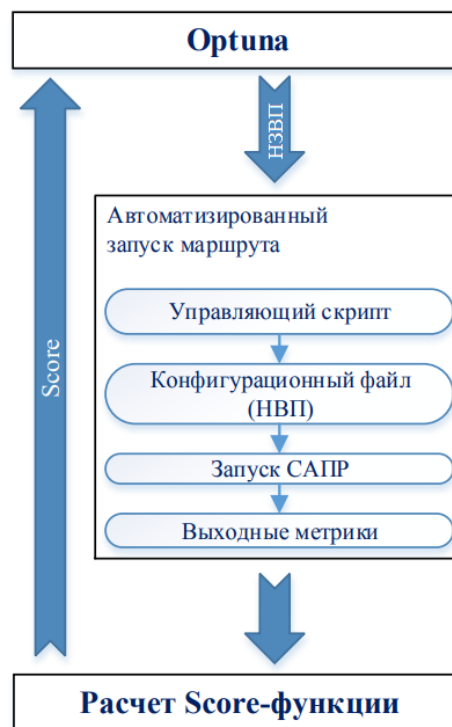 Optuna
НЗВП
Автоматизированный
запуск маршрута
Управляющий скрипт
Конфигурационный файл
(НВП)
Запуск САПР
Выходные метрики
Score
Расчет Score-функции